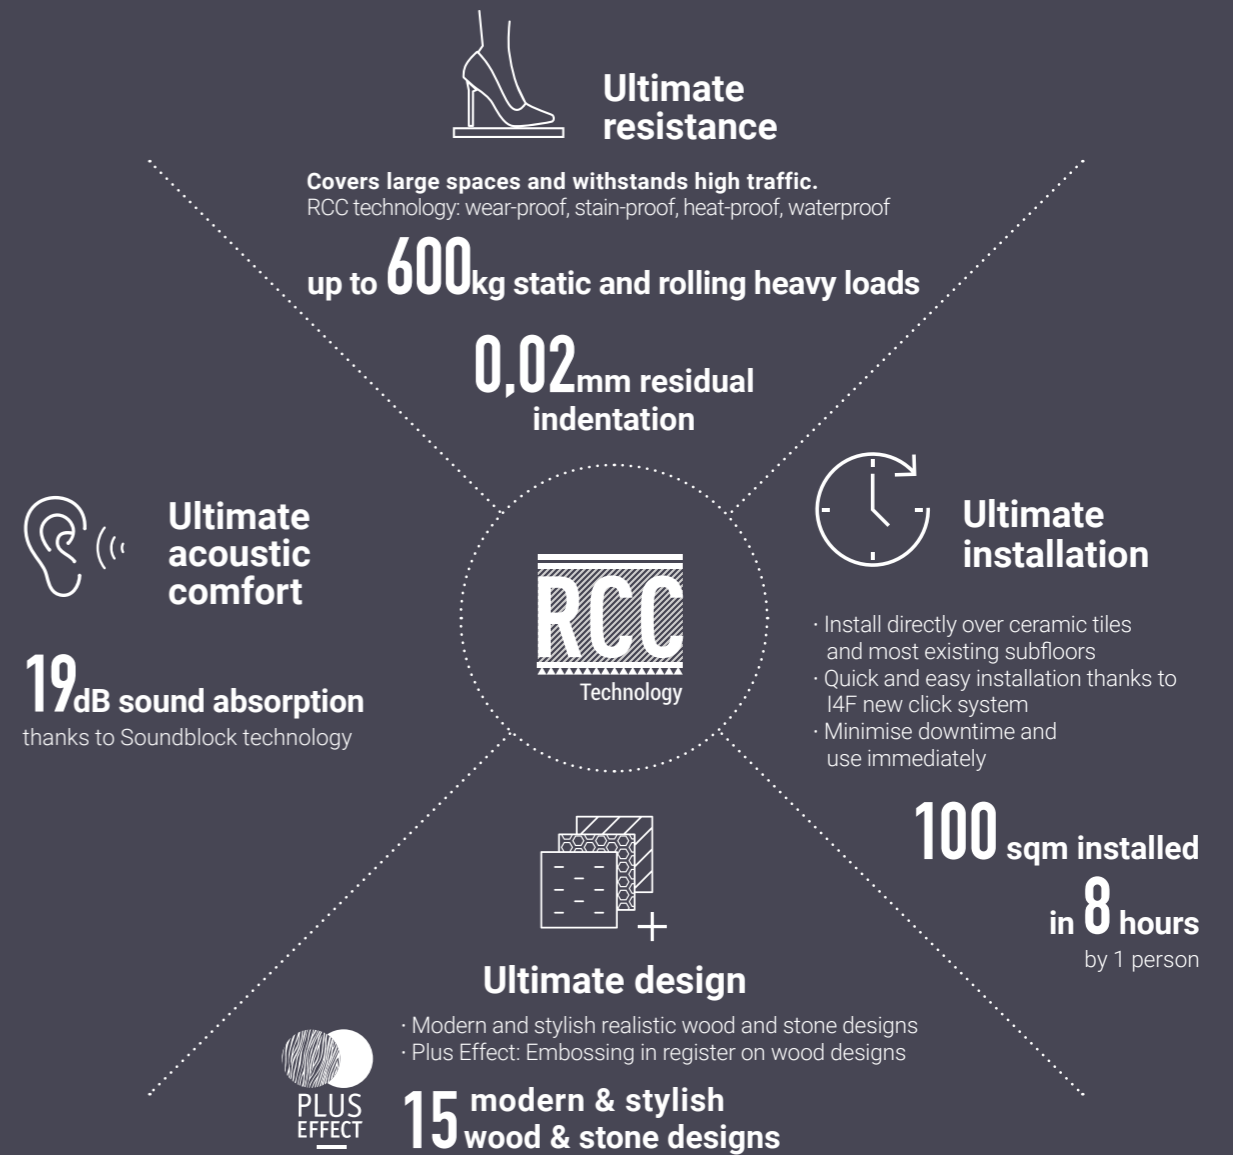 Ultimate
resistance
Covers large spaces and withstands high traffic.
RCC technology: wear-proof, stain-proof, heat-proof, waterproof
up to 600kg static and rolling heavy loads
0,02mm residual
indentation
Ultimate
acoustic
comfort
19dB sound absorption
thanks to Soundblock technology
RCC
Technology
Ultimate
installation
· Install directly over ceramic tiles
and most existing subfloors
· Quick and easy installation thanks to
I4F new click system
· Minimise downtime and
use immediately
100 sqm installed
in 8 hours
by 1 person
Ultimate design
· Modern and stylish realistic wood and stone designs
· Plus Effect: Embossing in register on wood designs
PLUS
EFFECT
15 modern & stylish
wood & stone designs